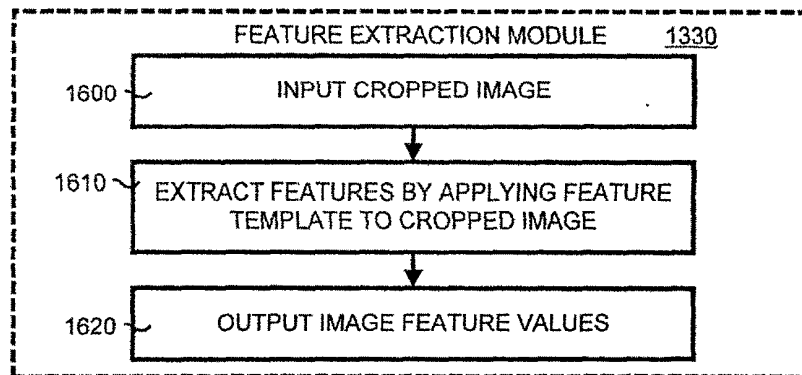 FEATURE EXTRACTION MODULE 1330
1600 INPUT CROPPED IMAGE
1610 EXTRACT FEATURES BY APPLYING FEATURE
TEMPLATE TO CROPPED IMAGE
1620 OUTPUT IMAGE FEATURE VALUES